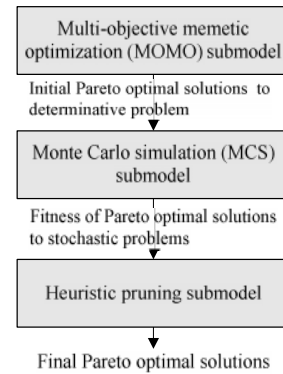 Multi-objective memetic
optimization (MOMO) submodel
Initial Pareto optimal solutions to
determinative problem
Monte Carlo simulation (MCS)
submodel
Fitness of Pareto optimal solutions
to stochastic problems
Heuristic pruning submodel
Final Pareto optimal solutions